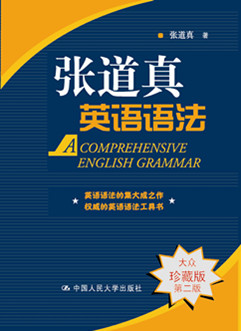 张道真 著
张道真
英语语法
A COMPREHENSIVE
ENGLISH GRAMMAR
英语语法的集大成之作
权威的英语语法工具书
大众
珍藏版
第二版
中国人民大学出版社